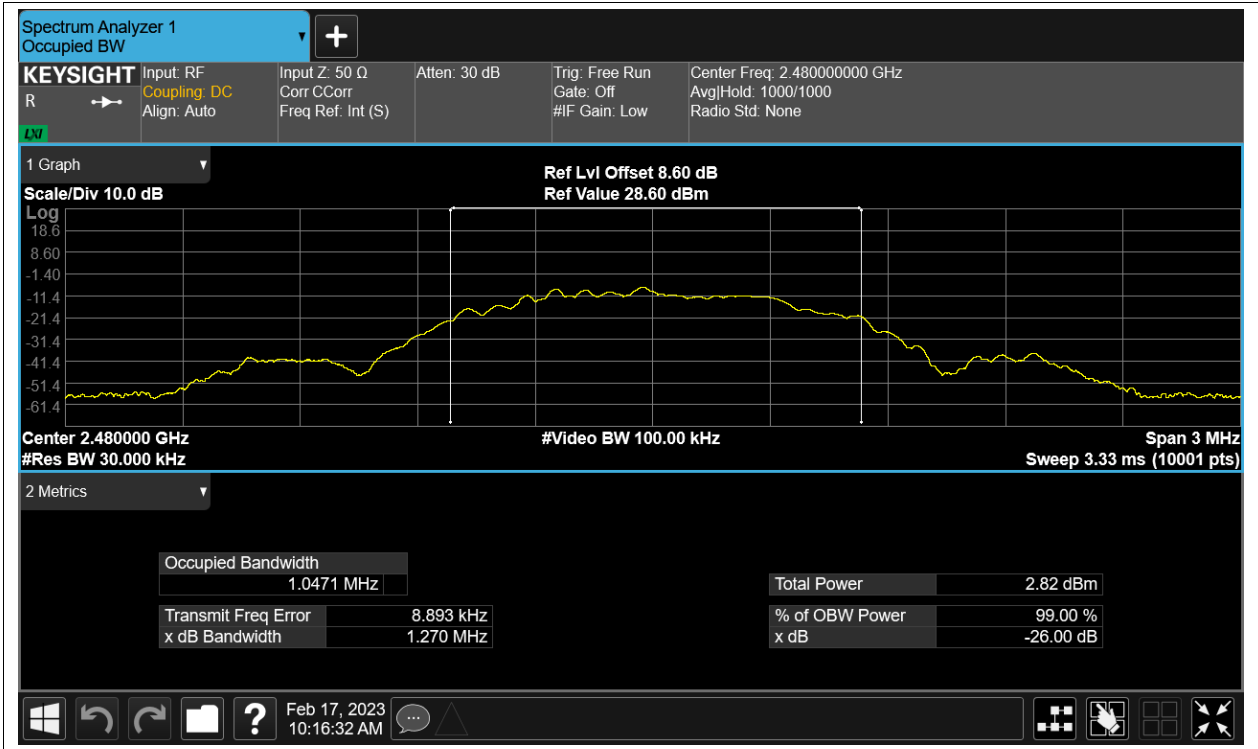 Spectrum Analyzer 1
Occupied BW
KEYSIGHT
R
LXI
Input: RF
Coupling: DC
Align: Auto
Input Z: 50 Ω
Corr CCorr
Freq Ref: Int (S)
Atten: 30 dB
Trig: Free Run
Gate: Off
#IF Gain: Low
Center Freq: 2.480000000 GHz
Avg|Hold: 1000/1000
Radio Std: None
1 Graph
Scale/Div 10.0 dB
Ref Lvl Offset 8.60 dB
Ref Value 28.60 dBm
Log
18.6
8.60
-1.40
-11.4
-21.4
-31.4
-41.4
-51.4
-61.4
Center 2.480000 GHz
#Res BW 30.000 kHz
#Video BW 100.00 kHz
Span 3 MHz
Sweep 3.33 ms (10001 pts)
2 Metrics
Occupied Bandwidth
1.0471 MHz
Transmit Freq Error 8.893 kHz
x dB Bandwidth 1.270 MHz
Total Power 2.82 dBm
% of OBW Power 99.00 %
x dB -26.00 dB
?
Feb 17, 2023
10:16:32 AM